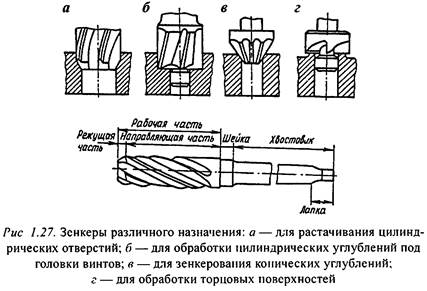 а б в г
Рабочая часть
Режущая Направляющая часть Шейка Хвостовик
часть
Лапка
Рис 1.27. Зенкеры различного назначения: а — для растачивания цилинд-
рических отверстий; б — для обработки цилиндрических углублений под
головки винтов; в — для зенкерования конических углублений;
г — для обработки торцовых поверхностей